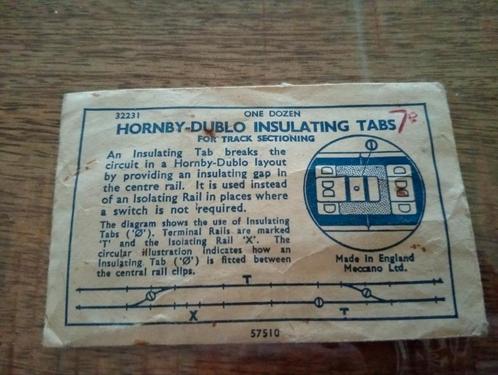 32231 ONE DOZEN
HORNBY-DUBLO INSULATING TABS 7D
FOR TRACK SECTIONING
An Insulating Tab breaks the
circuit in a Hornby-Dublo layout
by providing an insulating gap in
the centre rail. It is used instead
of an Isolating Rail in places where
a switch is not required.
The diagram shows the use of Insulating
Tabs ('Ø'). Terminal Rails are marked
'T' and the Isolating Rail 'X'. The
circular illustration indicates how an
Insulating Tab ('Ø') is fitted between
the central rail clips.
Made in England
Meccano Ltd.
T
X T
57510